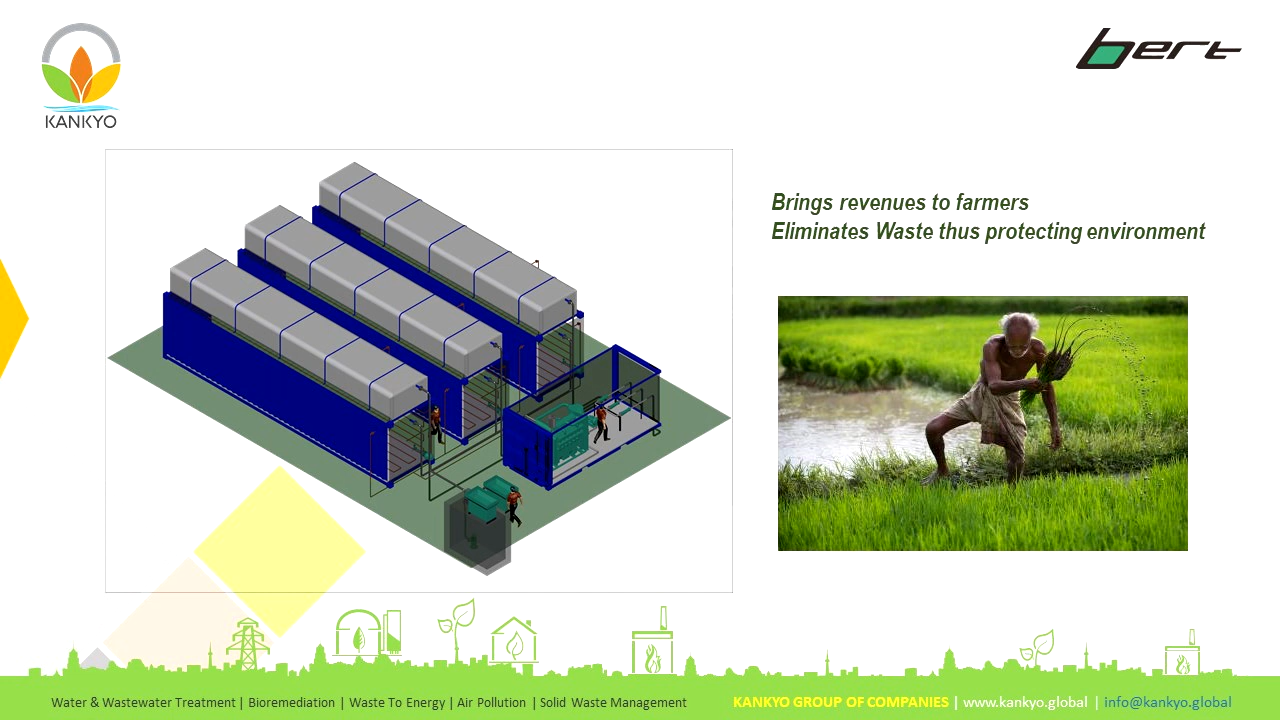 KANKYO
bert
Brings revenues to farmers
Eliminates Waste thus protecting environment
Water & Wastewater Treatment | Bioremediation | Waste To Energy | Air Pollution | Solid Waste Management
KANKYO GROUP OF COMPANIES | www.kankyo.global | info@kankyo.global